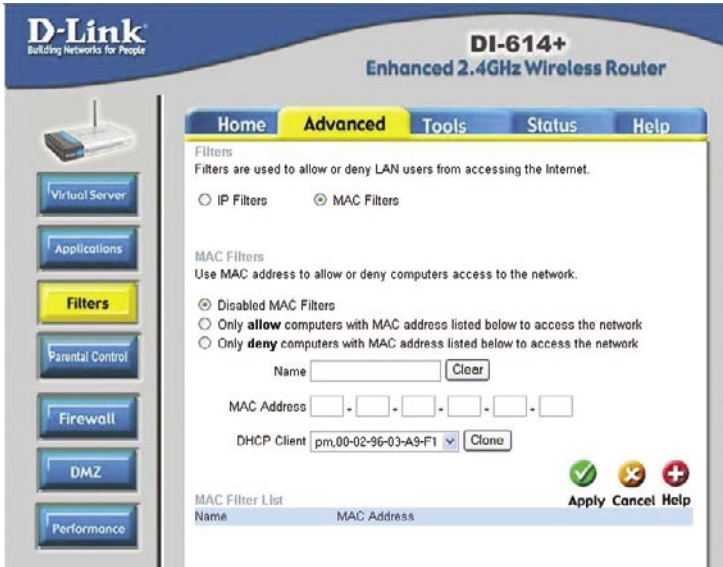 D-Link
Building Networks for People
DI-614+
Enhanced 2.4GHz Wireless Router
Home Advanced Tools Status Help
Virtual Server
Applications
Filters
Parental Control
Firewall
DMZ
Performance
Filters
Filters are used to allow or deny LAN users from accessing the Internet.
IP Filters MAC Filters
MAC Filters
Use MAC address to allow or deny computers access to the network.
Disabled MAC Filters
Only allow computers with MAC address listed below to access the network
Only deny computers with MAC address listed below to access the network
Name Clear
MAC Address - - - - -
DHCP Client pm,00-02-96-03-A9-F1 Clone
Apply Cancel Help
MAC Filter List
Name MAC Address